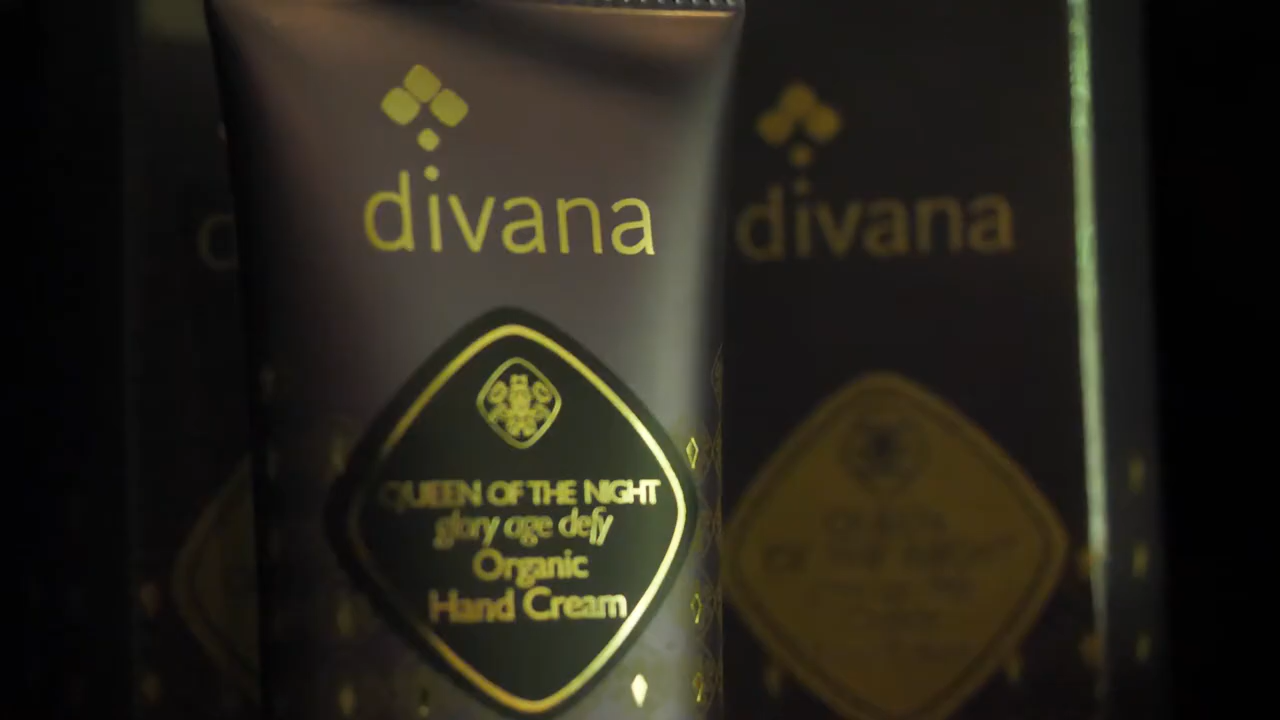 divana
QUEEN OF THE NIGHT
glory age defy
Organic
Hand Cream
divana